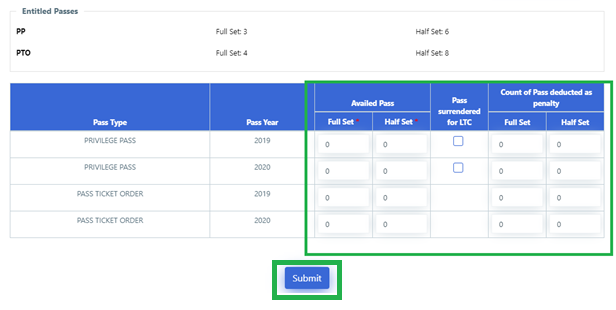 Entitled Passes
PP Full Set: 3 Half Set: 6
PTO Full Set: 4 Half Set: 8
Pass Type Pass Year Availed Pass Pass surrendered for LTC Count of Pass deducted as penalty
Full Set * Half Set * Full Set Half Set
PRIVILEGE PASS 2019 0 0 0 0
PRIVILEGE PASS 2020 0 0 0 0
PASS TICKET ORDER 2019 0 0 0 0
PASS TICKET ORDER 2020 0 0 0 0
Submit